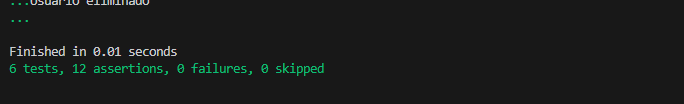 ...Usuario eliminado
...
Finished in 0.01 seconds
6 tests, 12 assertions, 0 failures, 0 skipped